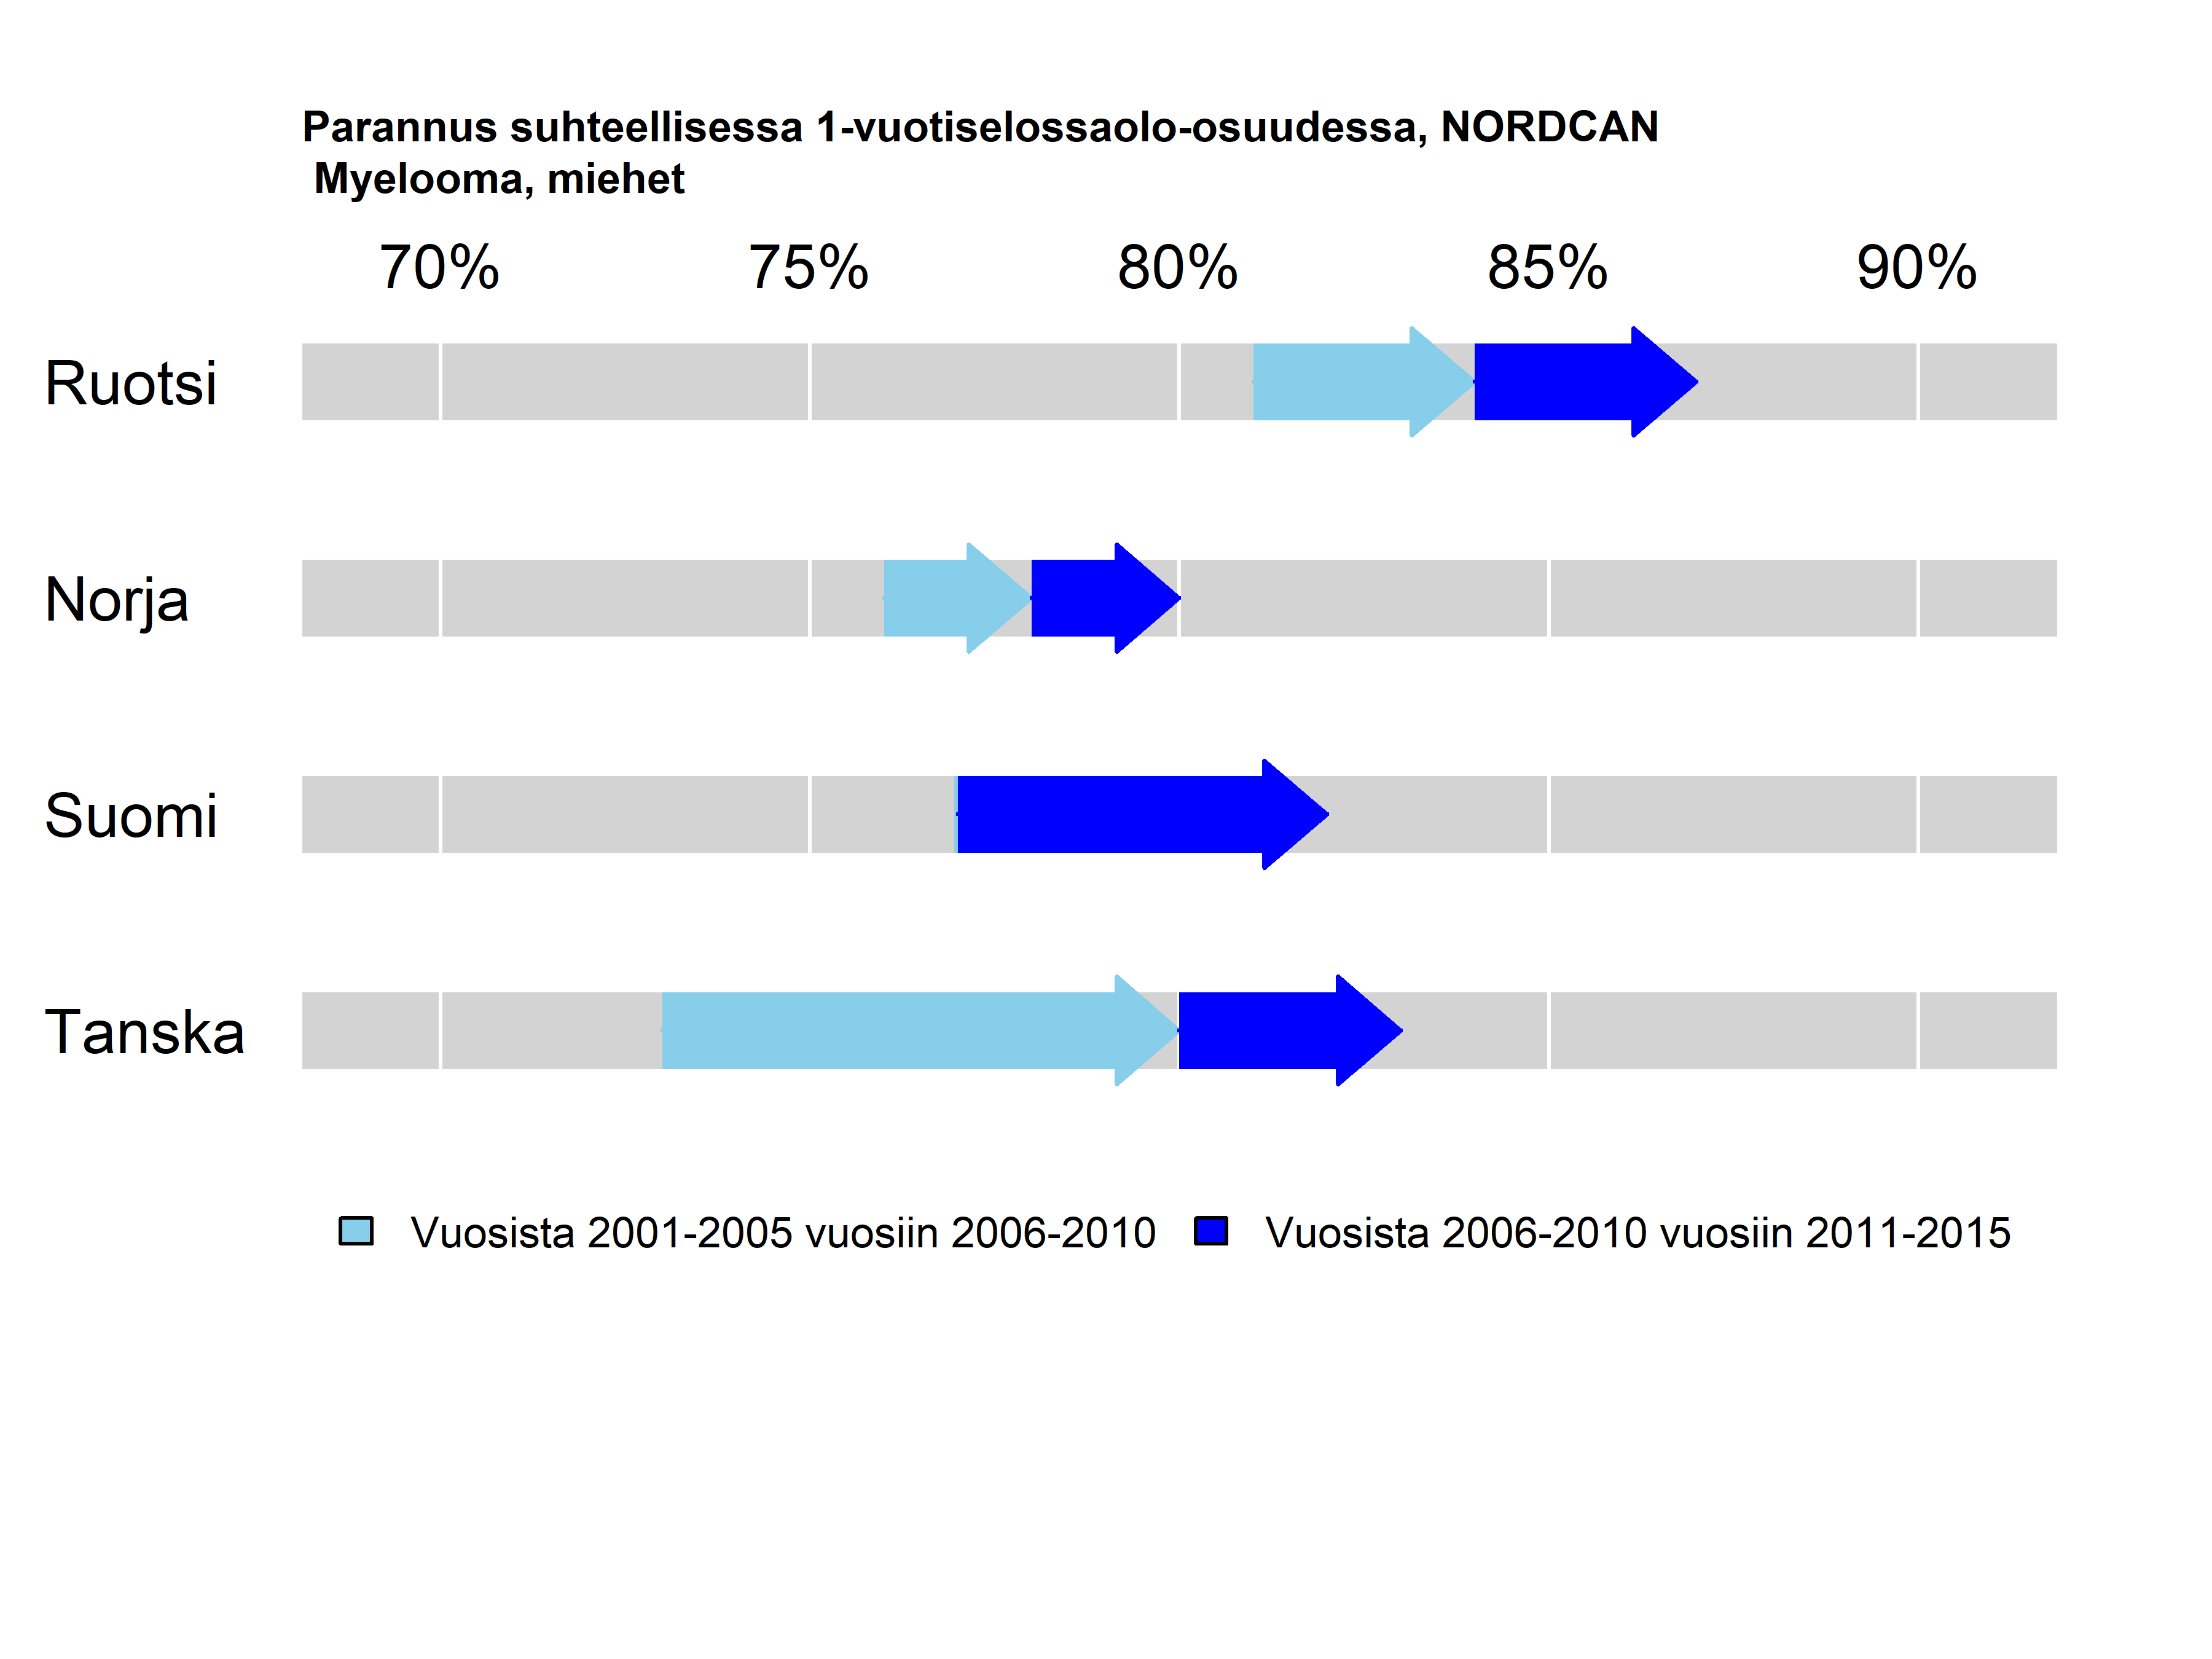 Parannus suhteellisessa 1-vuotiselossaolo-osuudessa, NORDCAN
Myelooma, miehet
70% 75% 80% 85% 90%
Ruotsi
Norja
Suomi
Tanska
Vuosista 2001-2005 vuosiin 2006-2010 Vuosista 2006-2010 vuosiin 2011-2015